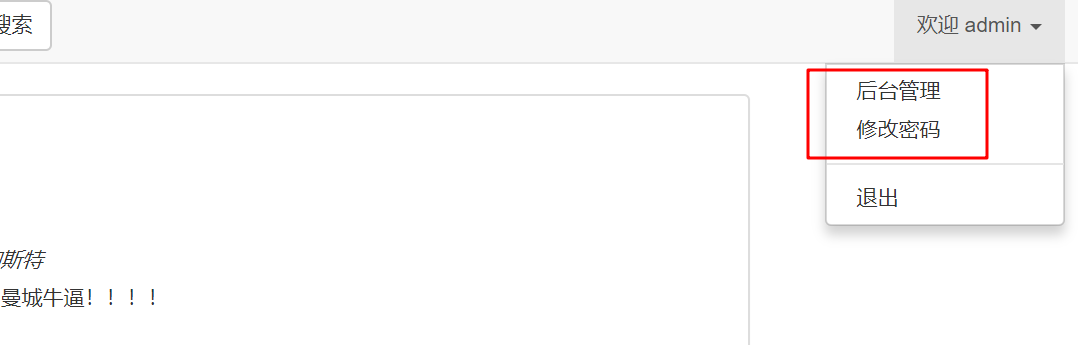 搜索
欢迎 admin
后台管理
修改密码
退出
斯特
曼城牛逼！！！！